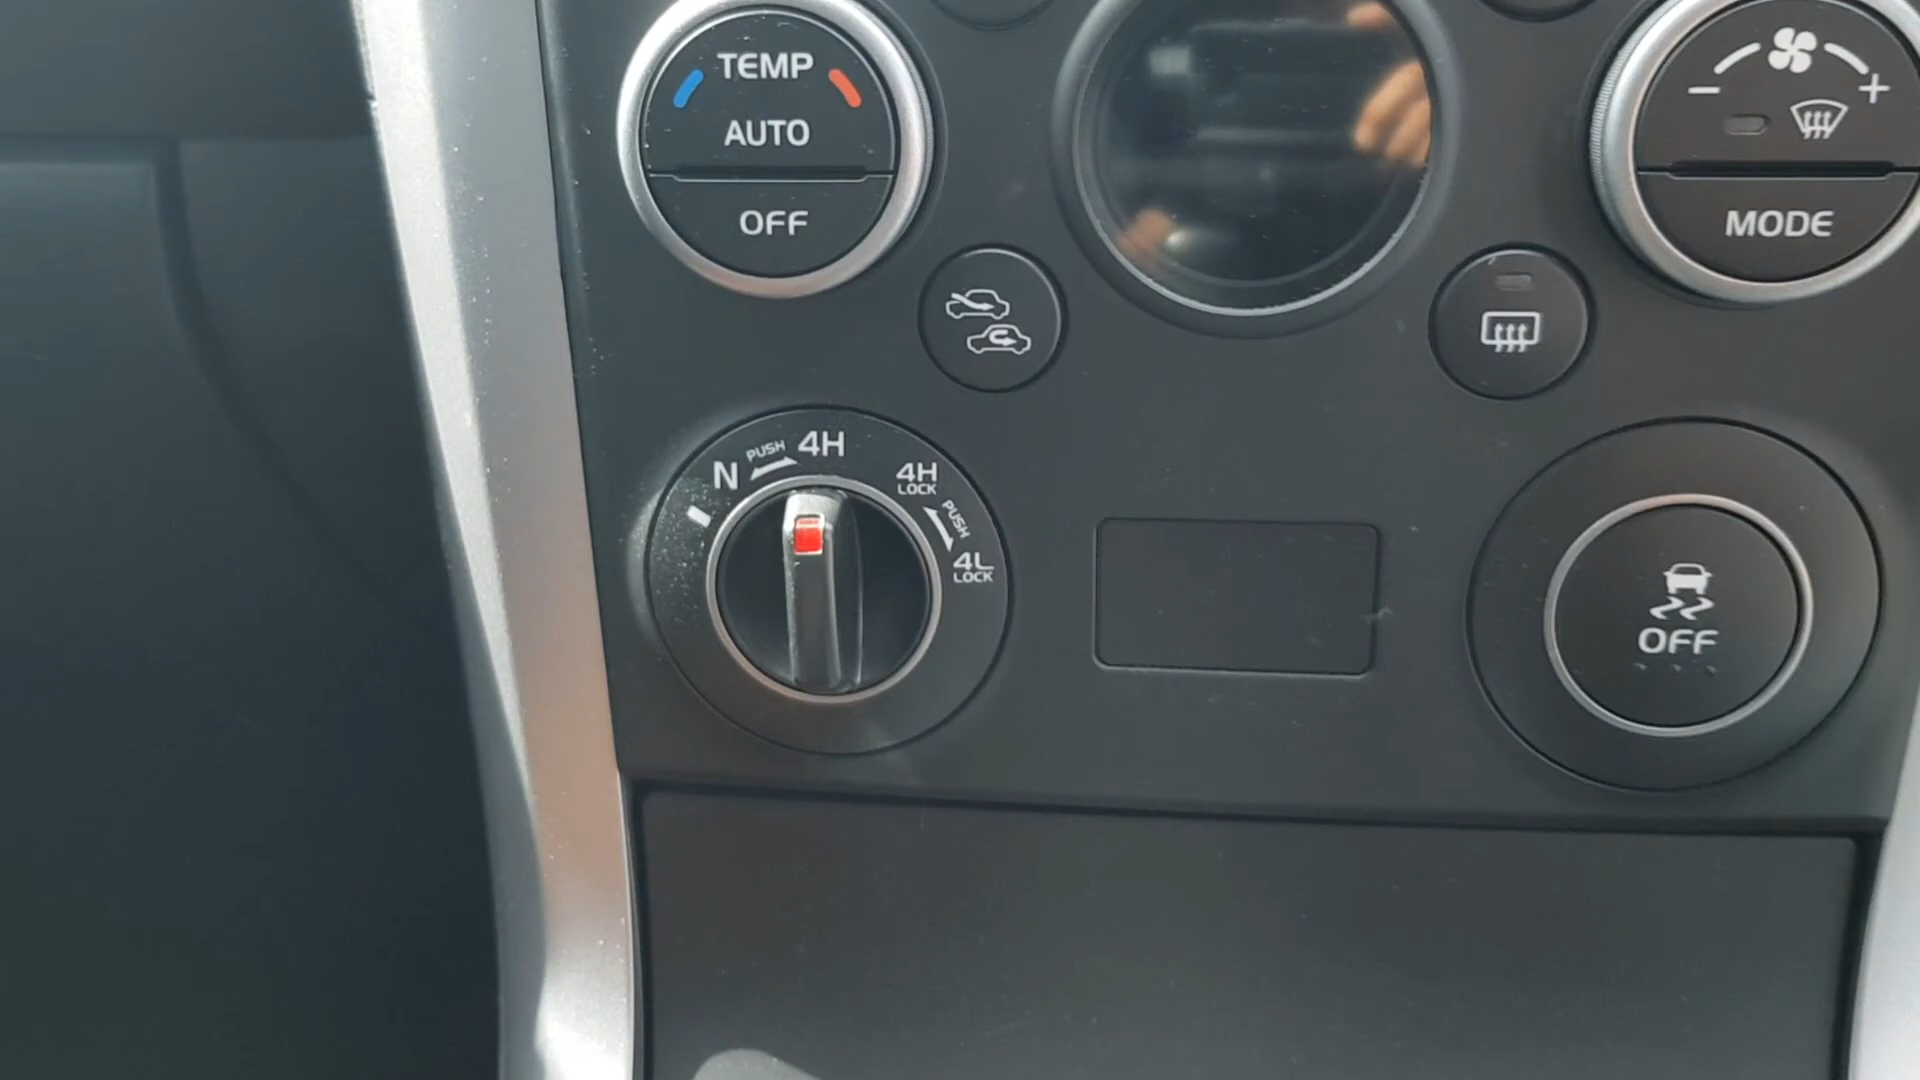 TEMP
AUTO
OFF
- +
MODE
N PUSH 4H
4H
LOCK
PUSH
4L
LOCK
OFF